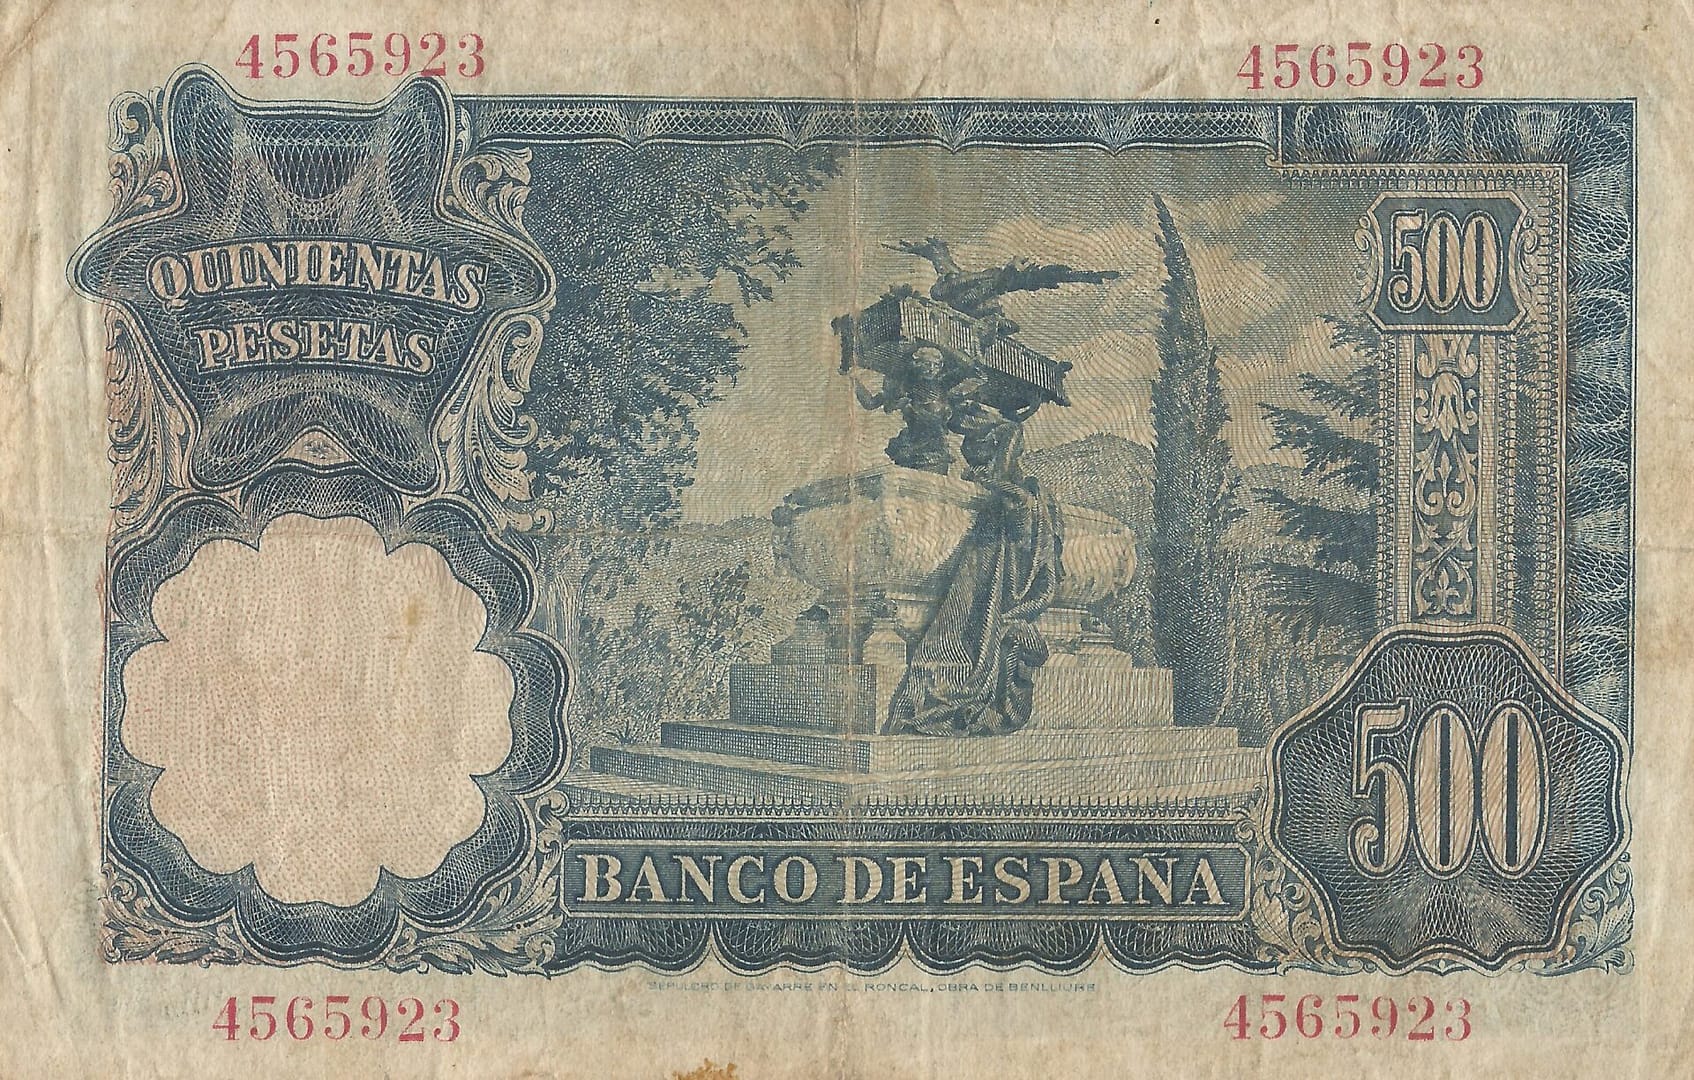 4565923 4565923
QUINIENTAS
PESETAS
500
500
BANCO DE ESPAÑA
SEPULCRO DE GAYARRE EN EL RONCAL, OBRA DE BENLLIURE
4565923 4565923